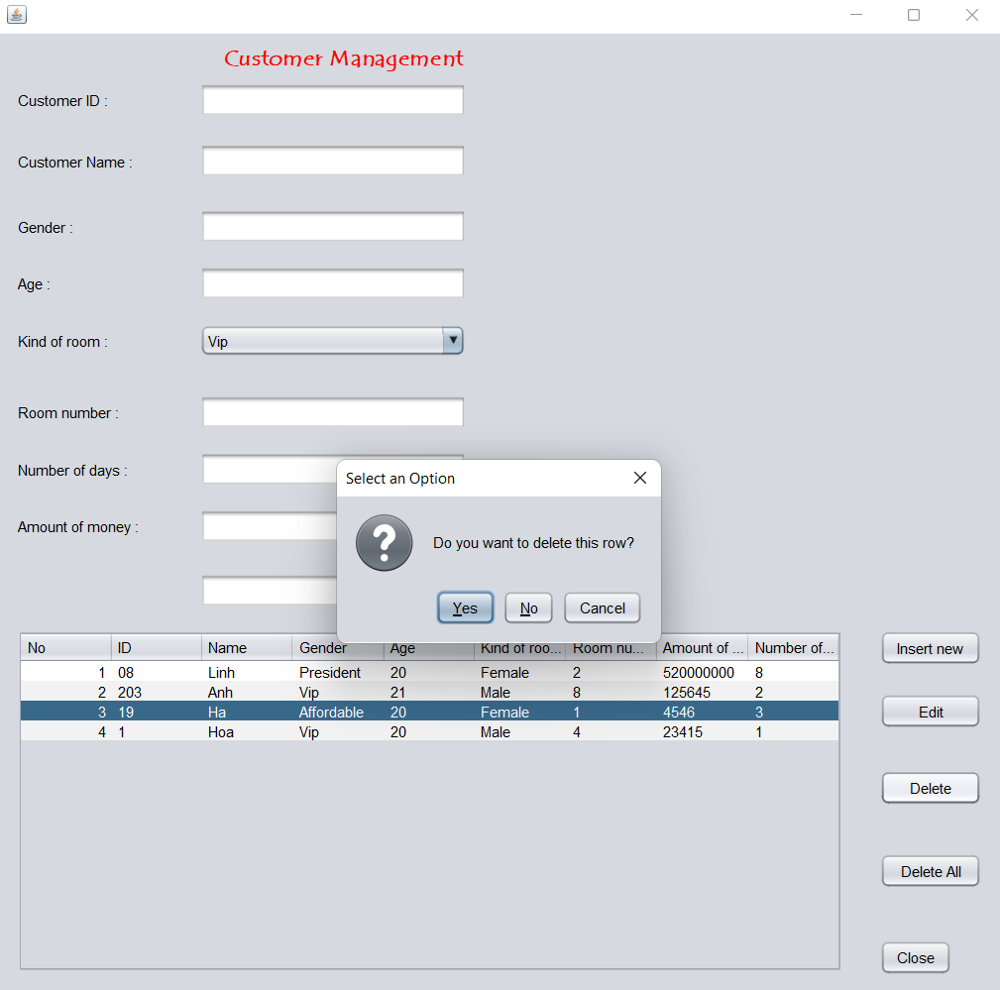 Customer Management
Customer ID :
Customer Name :
Gender :
Age :
Kind of room :
Vip
Room number :
Number of days :
Amount of money :
Select an Option
Do you want to delete this row?
Yes No Cancel
No ID Name Gender Age Kind of roo... Room nu... Amount of ... Number of...
1 08 Linh President 20 Female 2 520000000 8
2 203 Anh Vip 21 Male 8 125645 2
3 19 Ha Affordable 20 Female 1 4546 3
4 1 Hoa Vip 20 Male 4 23415 1
Insert new
Edit
Delete
Delete All
Close